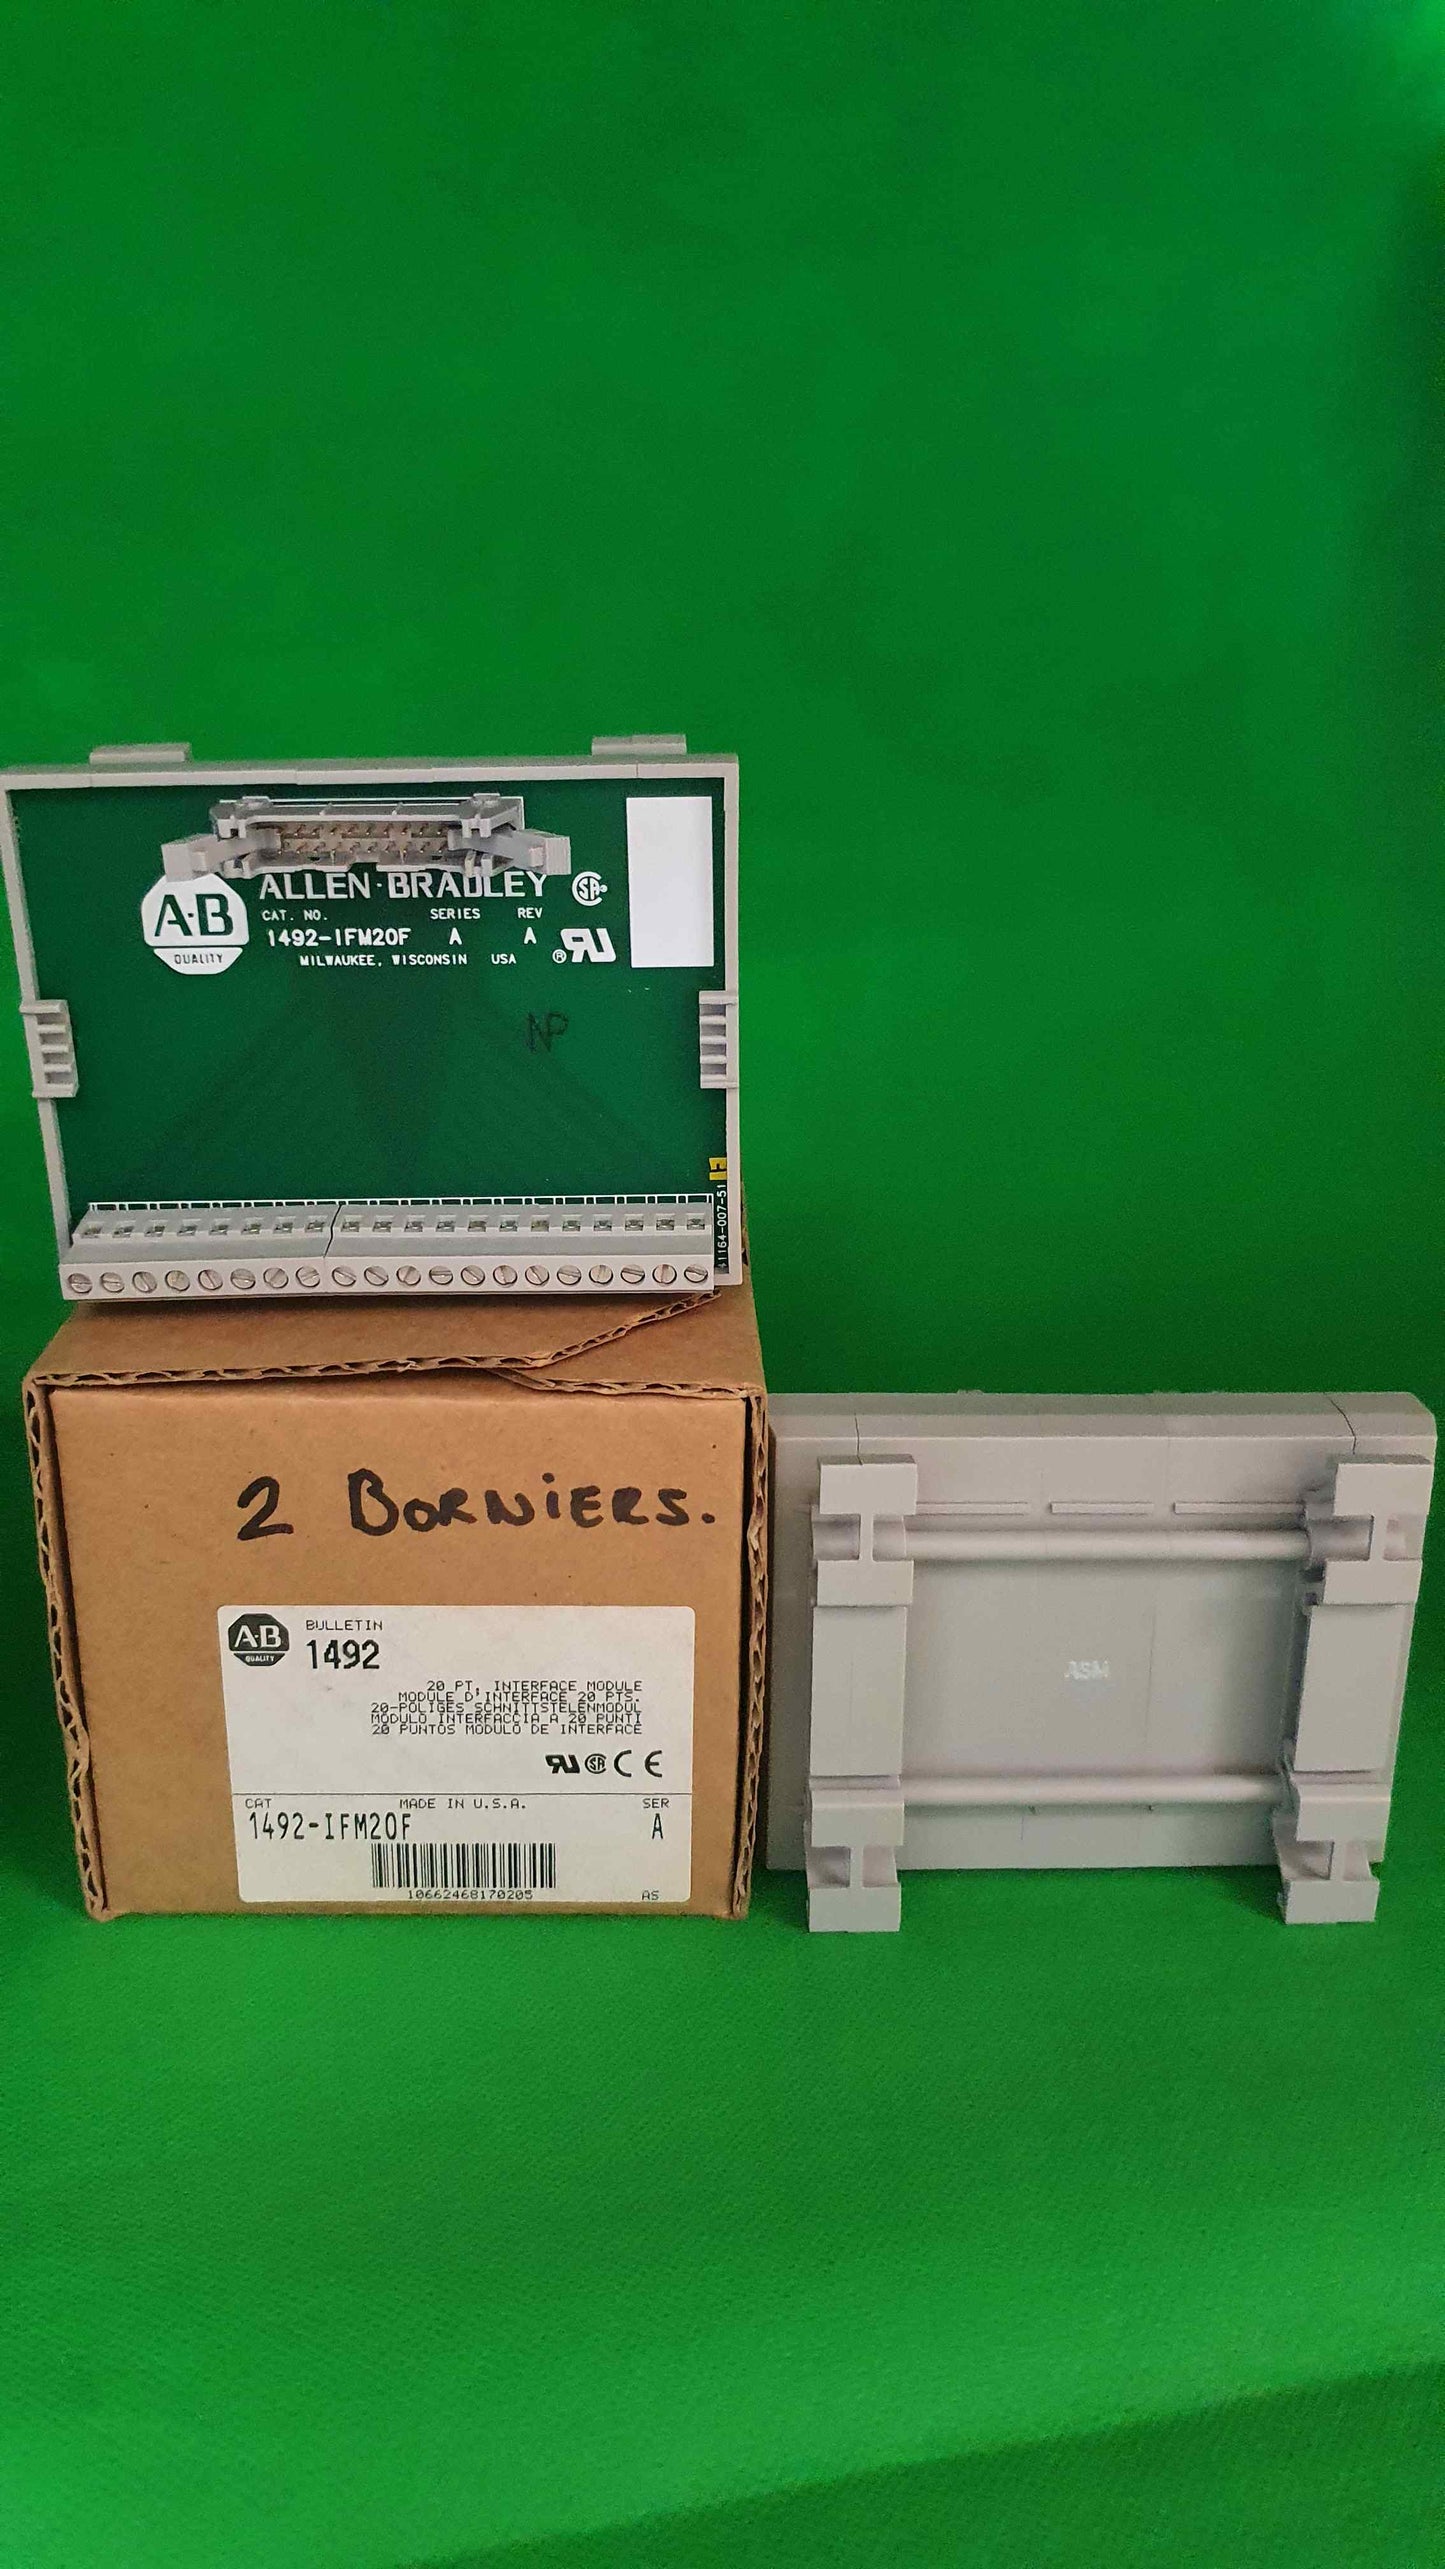 ALLEN-BRADLEY
A·B
QUALITY
CAT. NO. SERIES REV
1492-IFM20F A A
MILWAUKEE, WISCONSIN USA
NP
41164-007-51
2 BORNiERS.
A·B
QUALITY
BULLETIN
1492
20 PT. INTERFACE MODULE
MODULE D'INTERFACE 20 PTS.
20-POLIGES SCHNITTSTELENMODUL
MODULO INTERFACCIA A 20 PUNTI
20 PUNTOS MODULO DE INTERFACE
CE
CAT MADE IN U.S.A. SER
1492-IFM20F A
10662468170205 AS
ASM